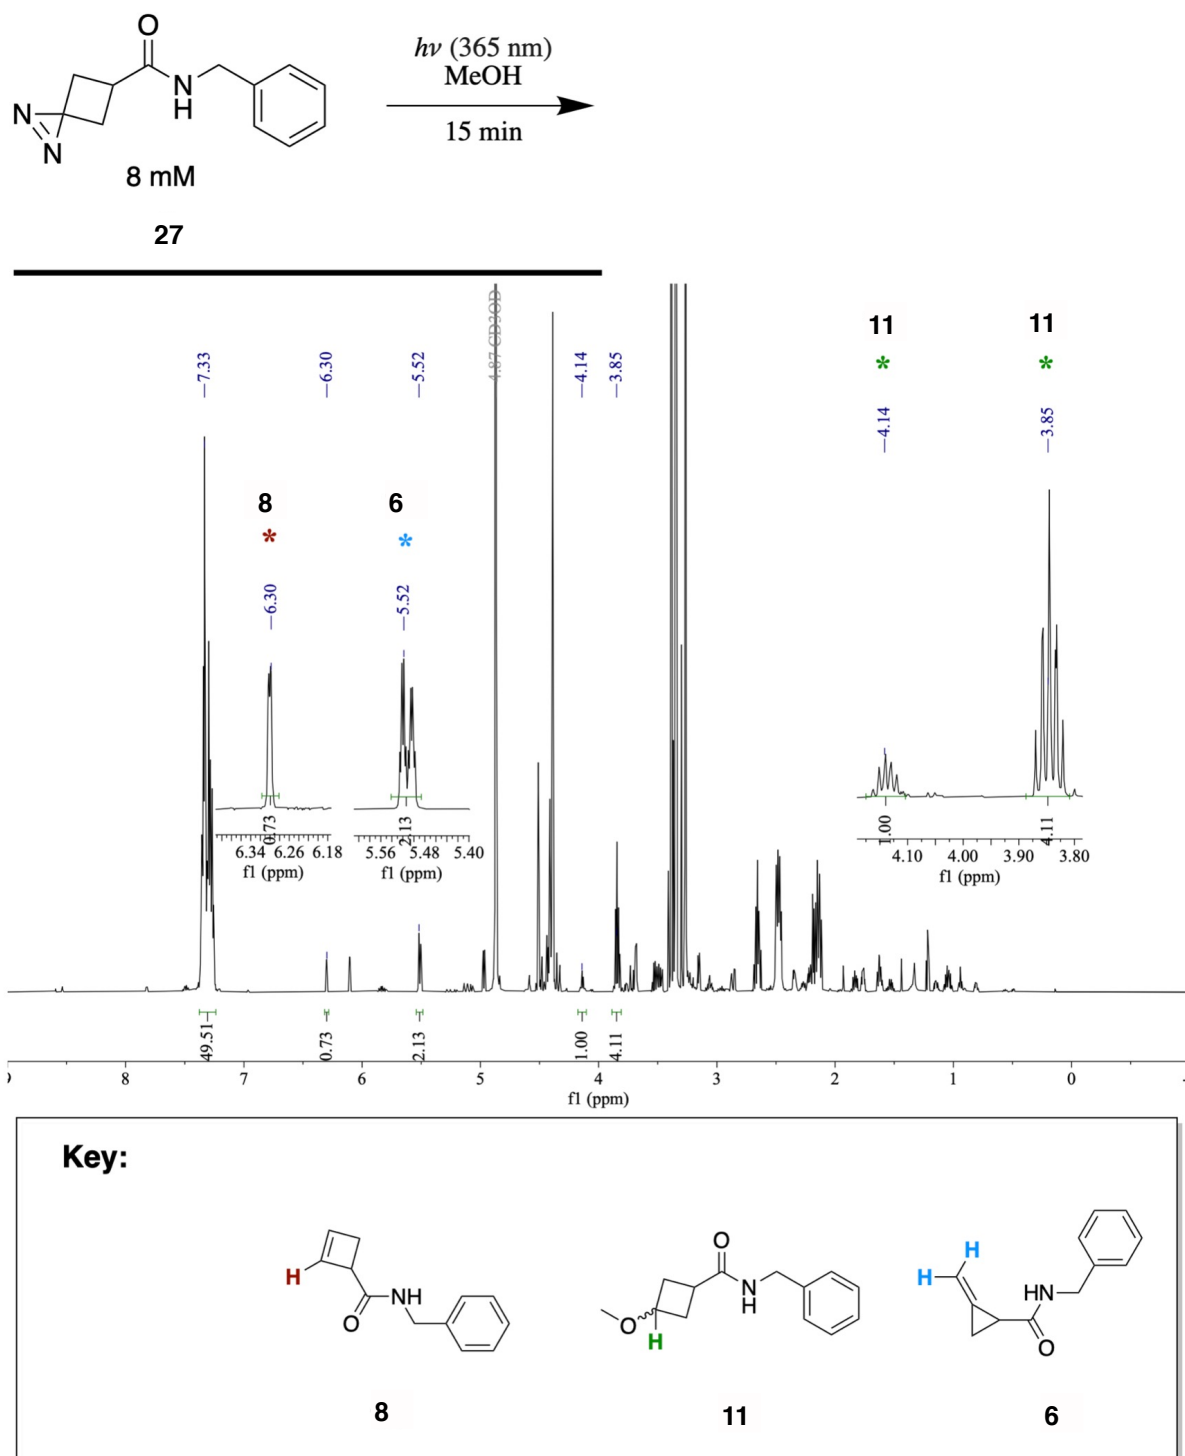 O
N
H
N
N
8 mM
27
hν (365 nm)
MeOH
15 min
4.87 CD3OD
11
11
*
*
—7.33
—6.30
—5.52
—4.14
—3.85
—4.14
—3.85
8
6
*
*
—6.30
—5.52
0.73
6.34 6.26 6.18
f1 (ppm)
2.13
5.56 5.48 5.40
f1 (ppm)
1.00
4.11
4.10 4.00 3.90 3.80
f1 (ppm)
49.51
0.73
2.13
1.00
4.11
9 8 7 6 5 4 3 2 1 0
f1 (ppm)
Key:
H
O
NH
8
O
N
H
O
H
11
H
H
HN
O
6